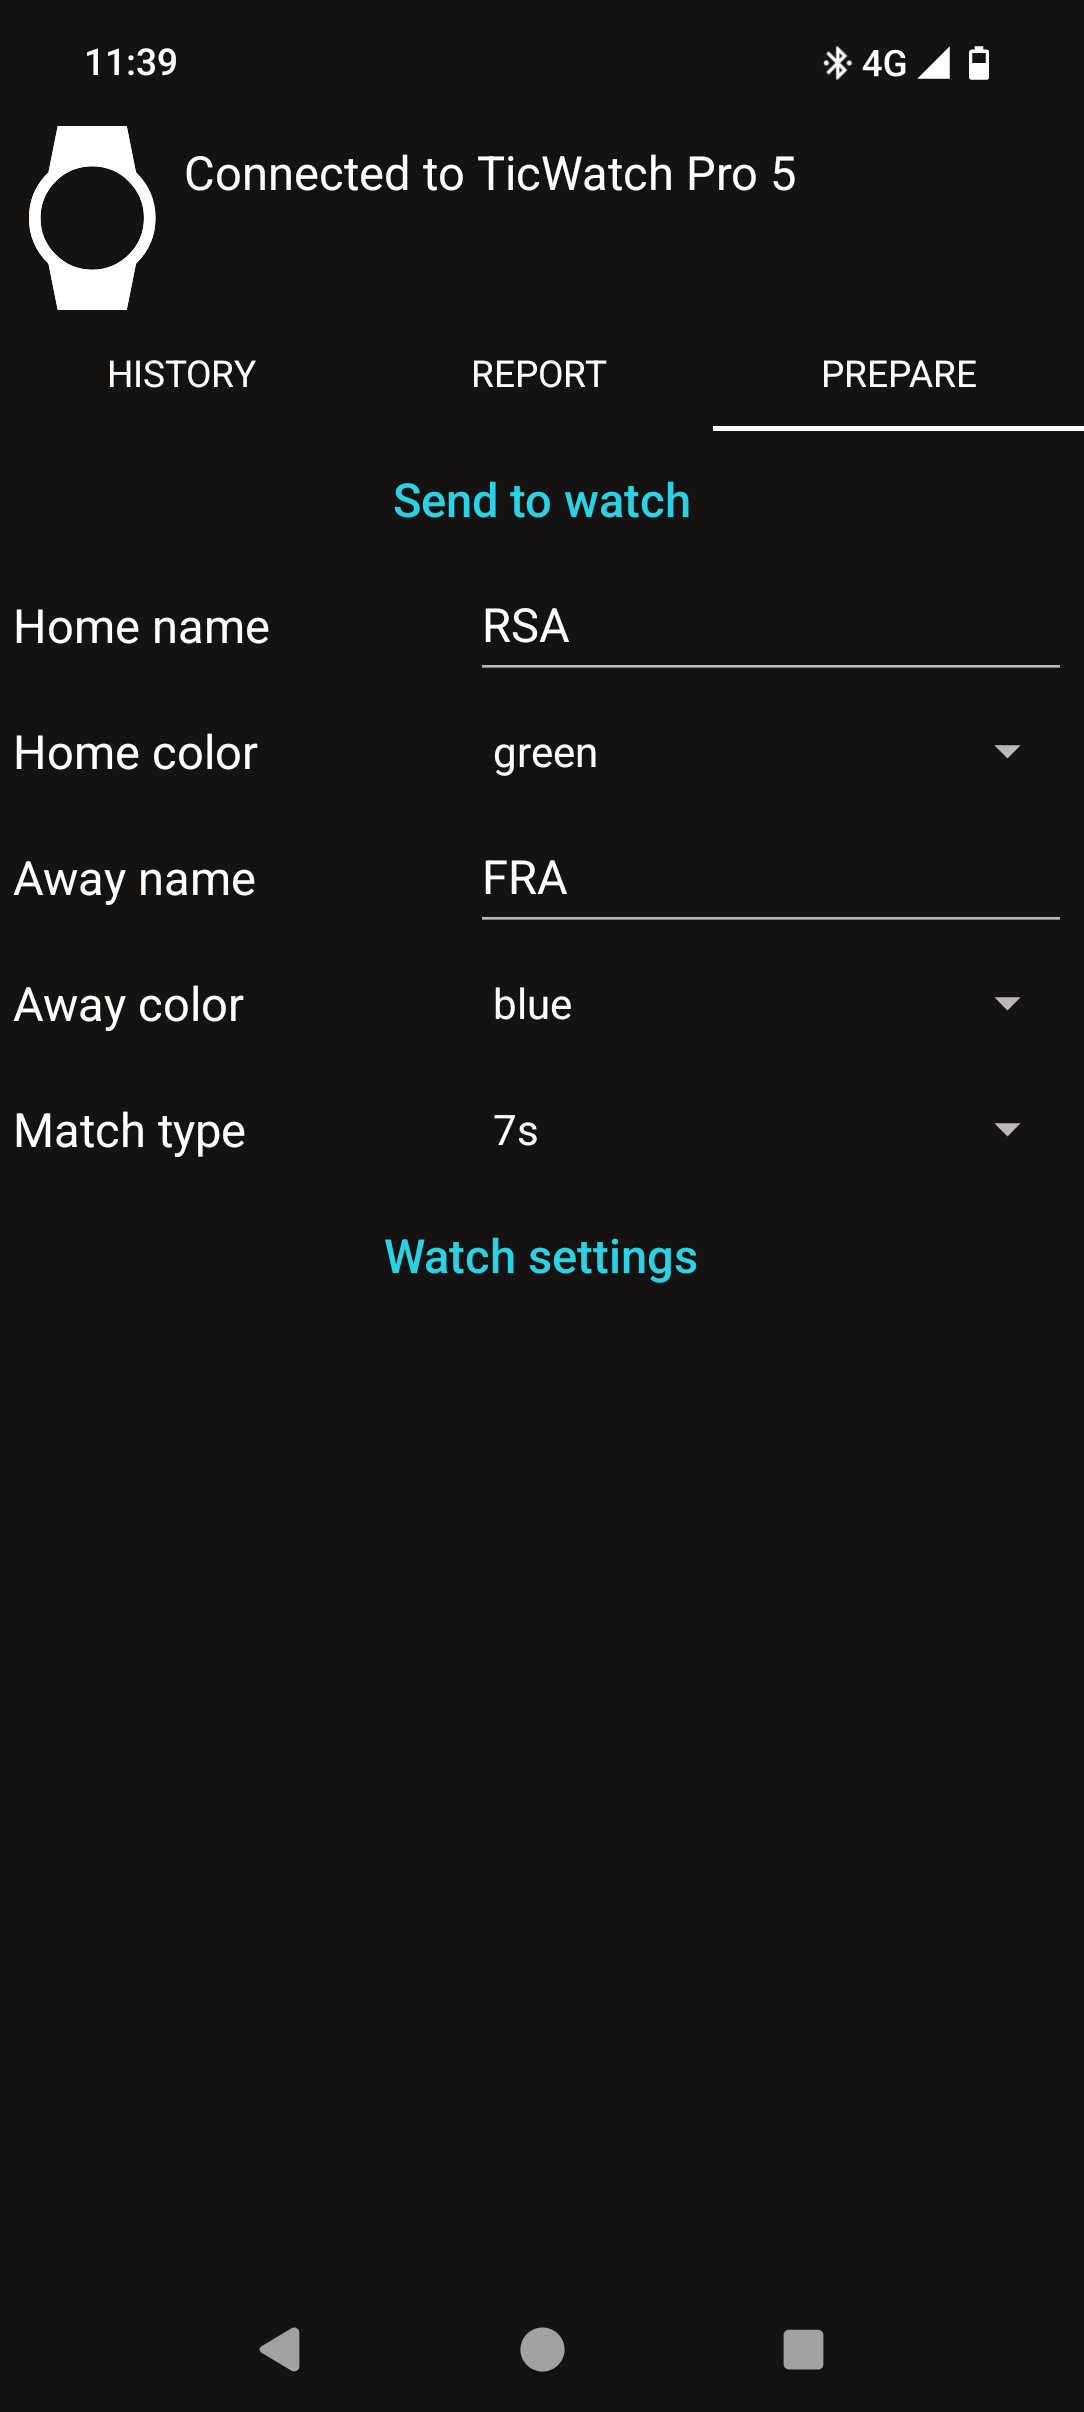 11:39 4G
Connected to TicWatch Pro 5
HISTORY REPORT PREPARE
Send to watch
Home name RSA
Home color green
Away name FRA
Away color blue
Match type 7s
Watch settings